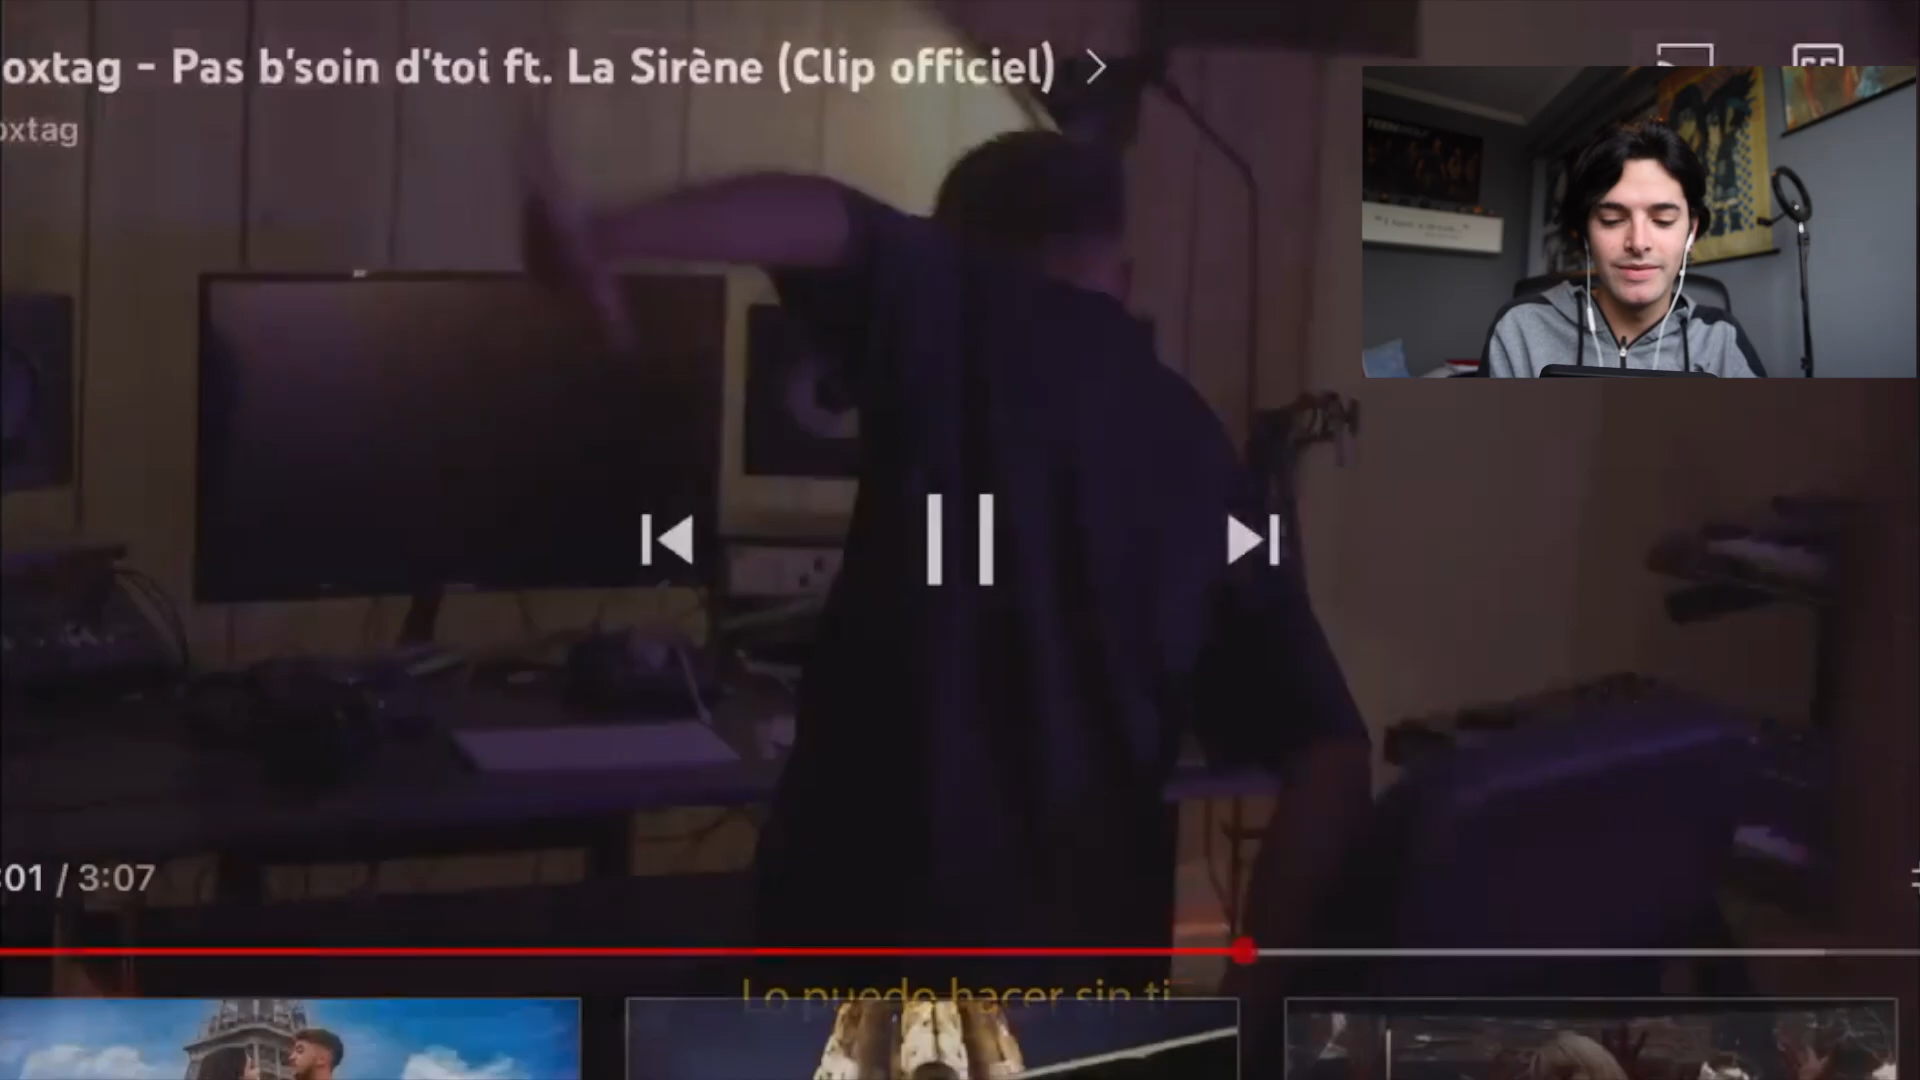 oxtag - Pas b'soin d'toi ft. La Sirène (Clip officiel)
oxtag
:01 / 3:07
Lo puedo hacer sin ti